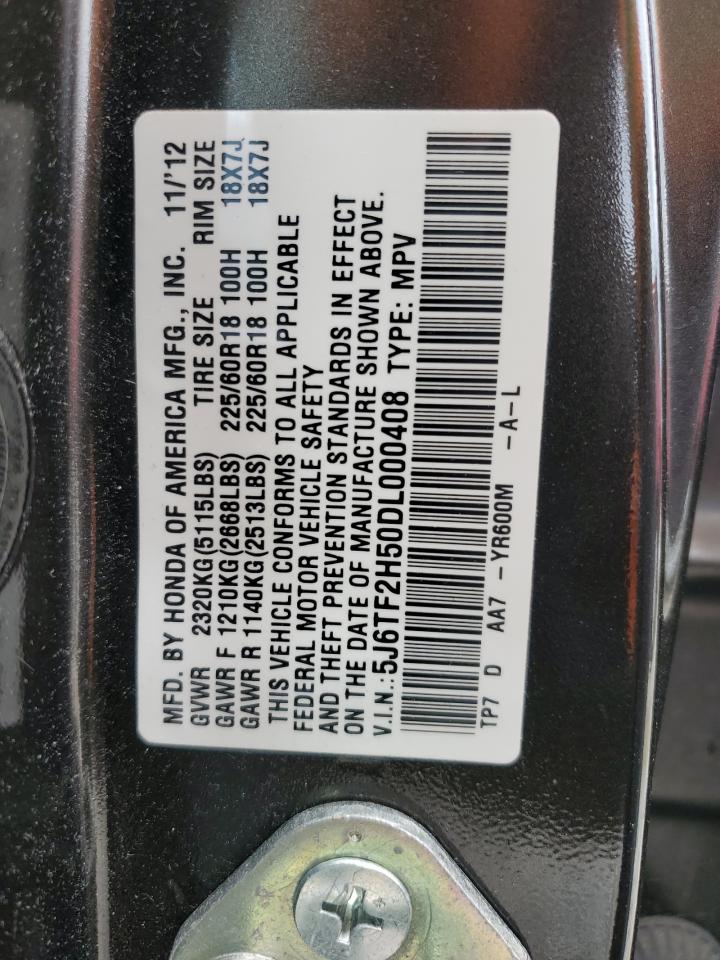 MFD. BY HONDA OF AMERICA MFG., INC. 11/'12
GVWR 2320KG(5115LBS) TIRE SIZE RIM SIZE
GAWR F 1210KG(2668LBS) 225/60R18 100H 18X7J
GAWR R 1140KG(2513LBS) 225/60R18 100H 18X7J
THIS VEHICLE CONFORMS TO ALL APPLICABLE
FEDERAL MOTOR VEHICLE SAFETY
AND THEFT PREVENTION STANDARDS IN EFFECT
ON THE DATE OF MANUFACTURE SHOWN ABOVE.
V.I.N.: 5J6TF2H50DL000408 TYPE: MPV
TP7 D AA7 -YR600M -A-L